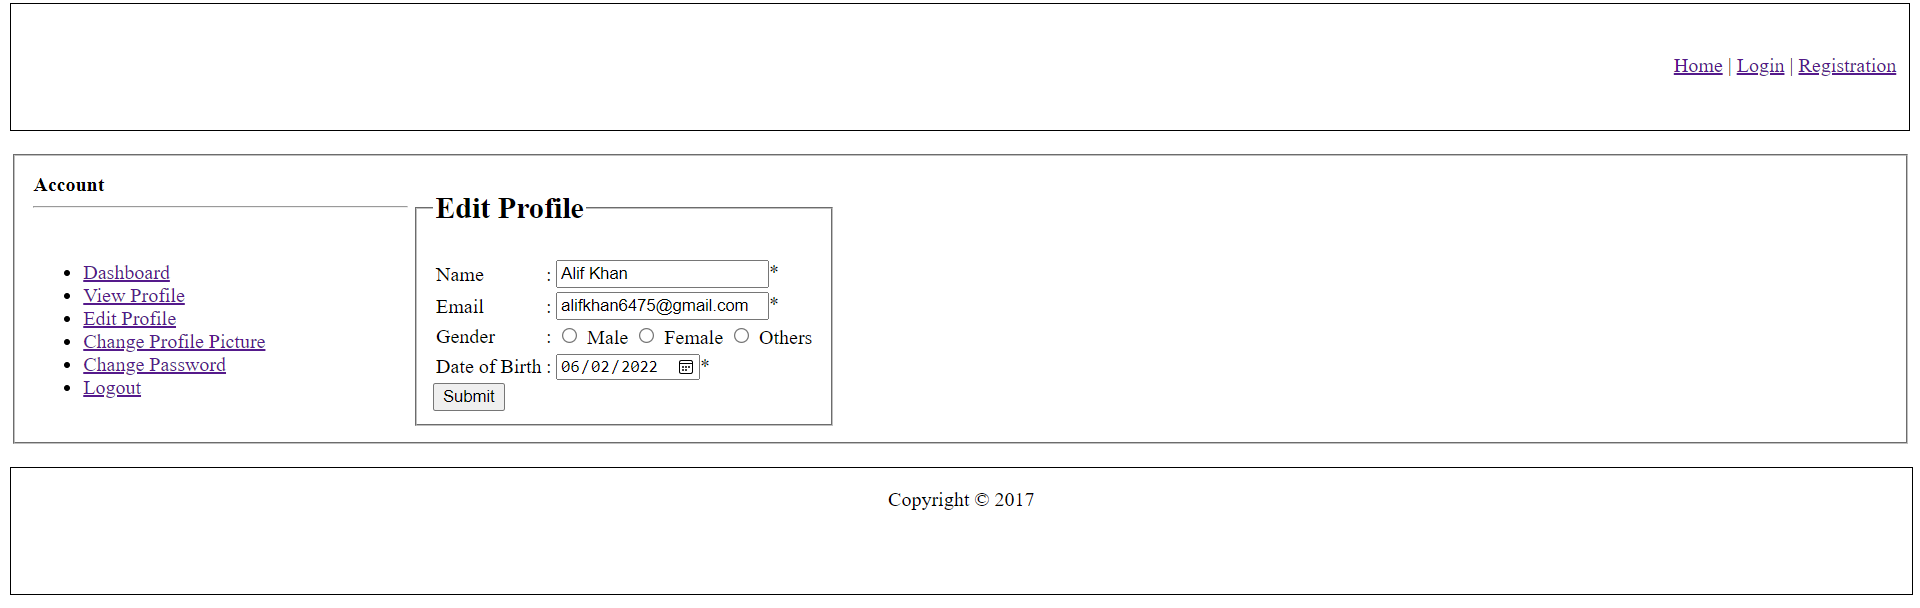 Home | Login | Registration
Account
Dashboard
View Profile
Edit Profile
Change Profile Picture
Change Password
Logout
Edit Profile
Name : Alif Khan *
Email : alifkhan6475@gmail.com *
Gender : Male Female Others
Date of Birth : 06/02/2022 *
Submit
Copyright © 2017